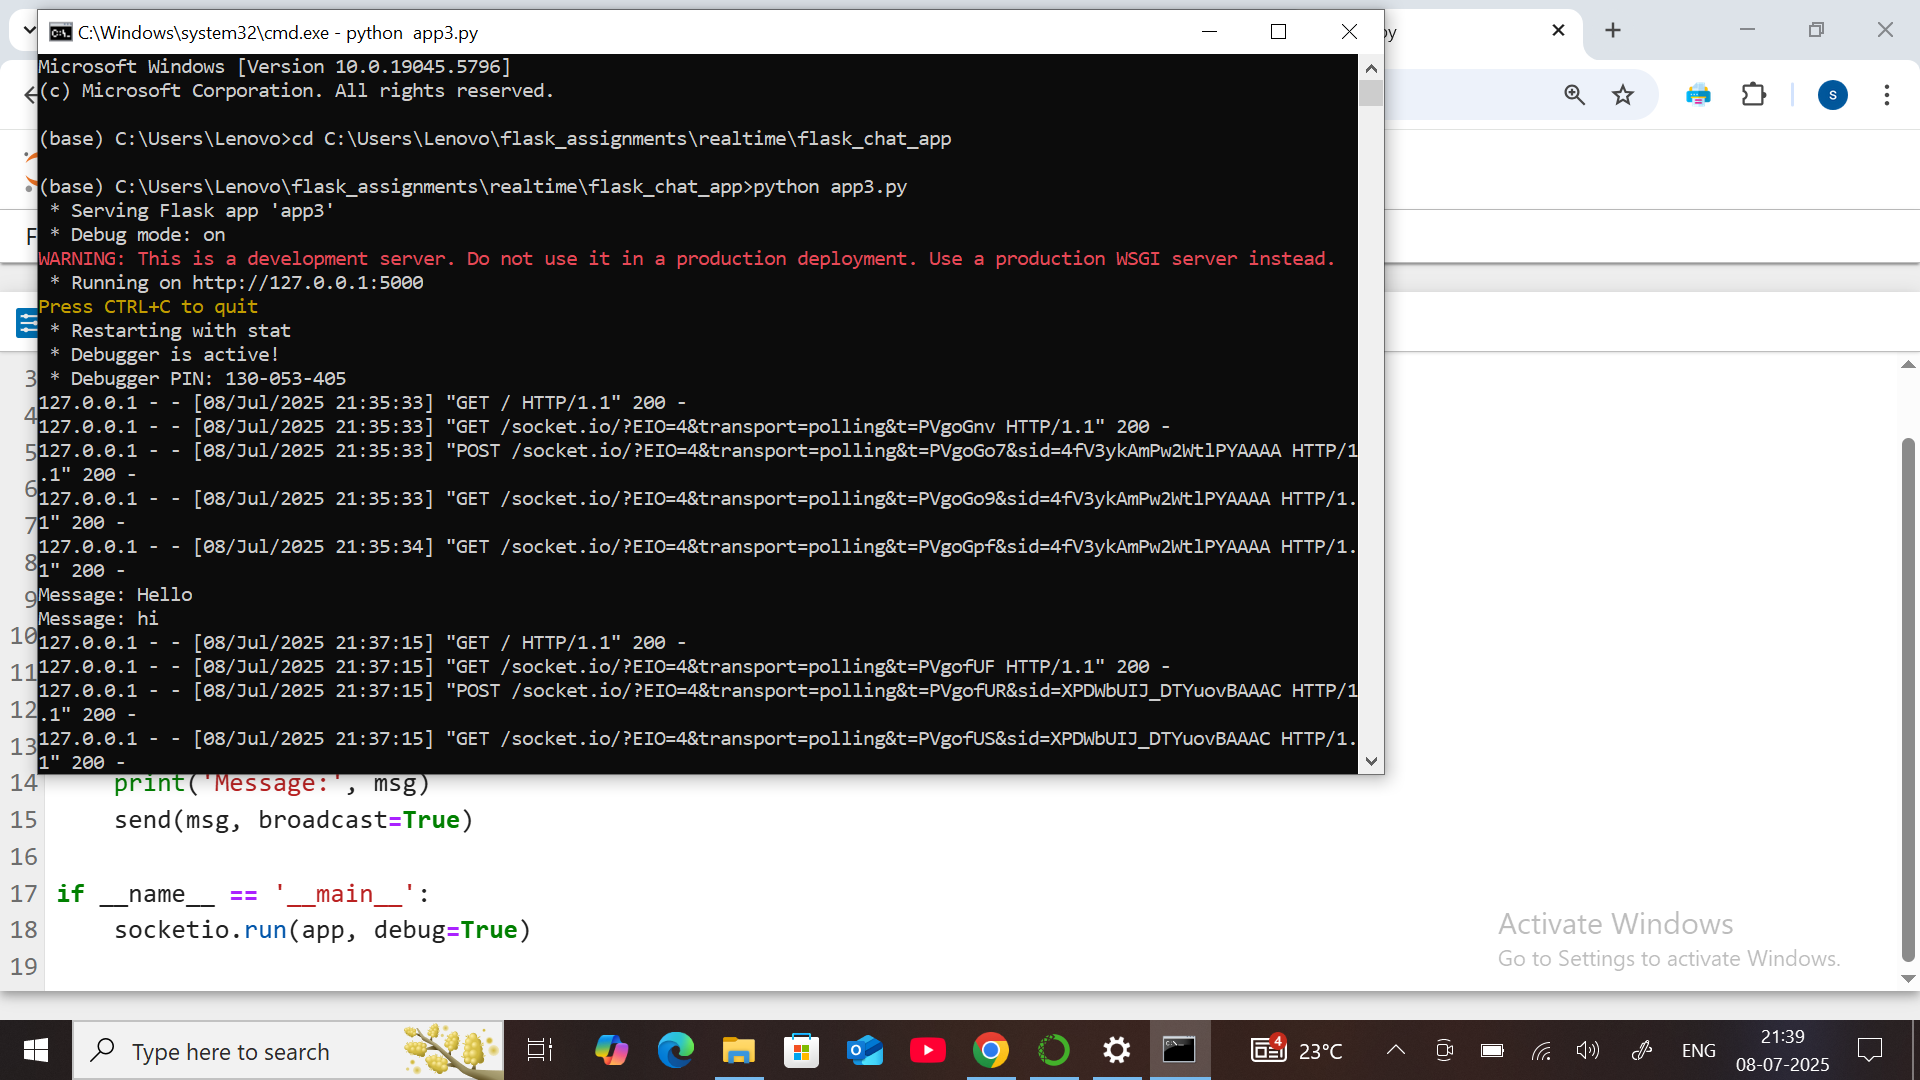 C:\Windows\system32\cmd.exe - python  app3.py
py
Microsoft Windows [Version 10.0.19045.5796]
(c) Microsoft Corporation. All rights reserved.
s
(base) C:\Users\Lenovo>cd C:\Users\Lenovo\flask_assignments\realtime\flask_chat_app
(base) C:\Users\Lenovo\flask_assignments\realtime\flask_chat_app>python app3.py
 * Serving Flask app 'app3'
F
 * Debug mode: on
WARNING: This is a development server. Do not use it in a production deployment. Use a production WSGI server instead.
 * Running on http://127.0.0.1:5000
Press CTRL+C to quit
 * Restarting with stat
 * Debugger is active!
 * Debugger PIN: 130-053-405
127.0.0.1 - - [08/Jul/2025 21:35:33] "GET / HTTP/1.1" 200 -
127.0.0.1 - - [08/Jul/2025 21:35:33] "GET /socket.io/?EIO=4&transport=polling&t=PVgoGnv HTTP/1.1" 200 -
127.0.0.1 - - [08/Jul/2025 21:35:33] "POST /socket.io/?EIO=4&transport=polling&t=PVgoGo7&sid=4fV3ykAmPw2WtlPYAAAA HTTP/1
.1" 200 -
127.0.0.1 - - [08/Jul/2025 21:35:33] "GET /socket.io/?EIO=4&transport=polling&t=PVgoGo9&sid=4fV3ykAmPw2WtlPYAAAA HTTP/1.
1" 200 -
127.0.0.1 - - [08/Jul/2025 21:35:34] "GET /socket.io/?EIO=4&transport=polling&t=PVgoGpf&sid=4fV3ykAmPw2WtlPYAAAA HTTP/1.
1" 200 -
Message: Hello
Message: hi
127.0.0.1 - - [08/Jul/2025 21:37:15] "GET / HTTP/1.1" 200 -
127.0.0.1 - - [08/Jul/2025 21:37:15] "GET /socket.io/?EIO=4&transport=polling&t=PVgofUF HTTP/1.1" 200 -
127.0.0.1 - - [08/Jul/2025 21:37:15] "POST /socket.io/?EIO=4&transport=polling&t=PVgofUR&sid=XPDWbUIJ_DTYuovBAAAC HTTP/1
.1" 200 -
127.0.0.1 - - [08/Jul/2025 21:37:15] "GET /socket.io/?EIO=4&transport=polling&t=PVgofUS&sid=XPDWbUIJ_DTYuovBAAAC HTTP/1.
1" 200 -
3
4
5
6
7
8
9
10
11
12
13
14     print('Message:', msg)
15     send(msg, broadcast=True)
16
17 if __name__ == '__main__':
18     socketio.run(app, debug=True)
19
Activate Windows
Go to Settings to activate Windows.
Type here to search
4
23°C
ENG
21:39
08-07-2025